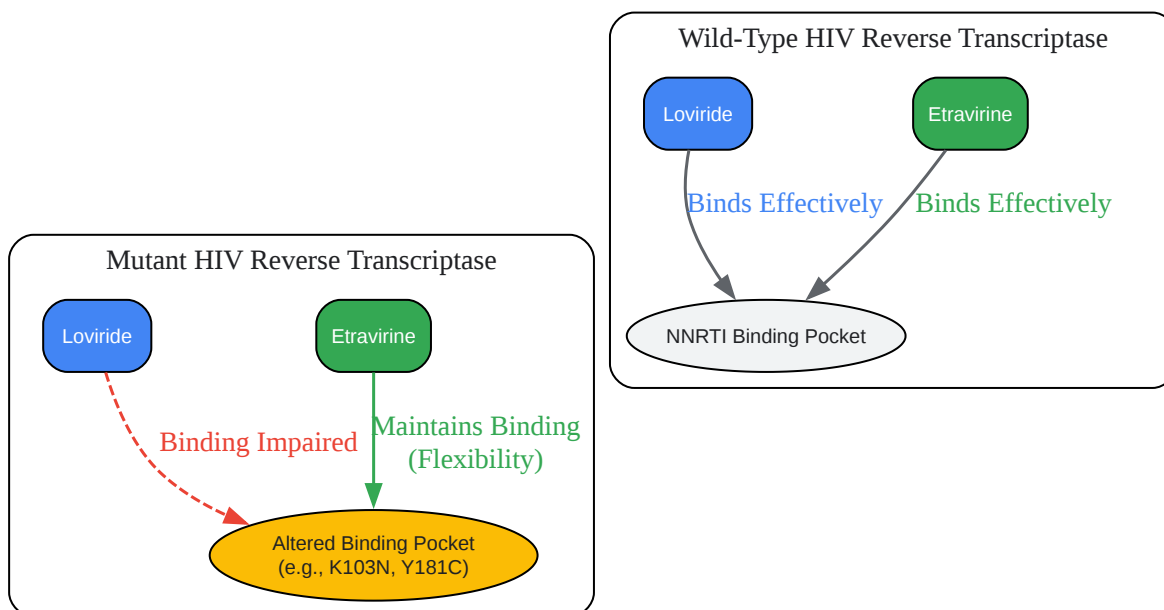 Wild-Type HIV Reverse Transcriptase
Loviride
Etravirine
Binds Effectively
Binds Effectively
NNRTI Binding Pocket
Mutant HIV Reverse Transcriptase
Loviride
Etravirine
Binding Impaired
Maintains Binding
(Flexibility)
Altered Binding Pocket
(e.g., K103N, Y181C)